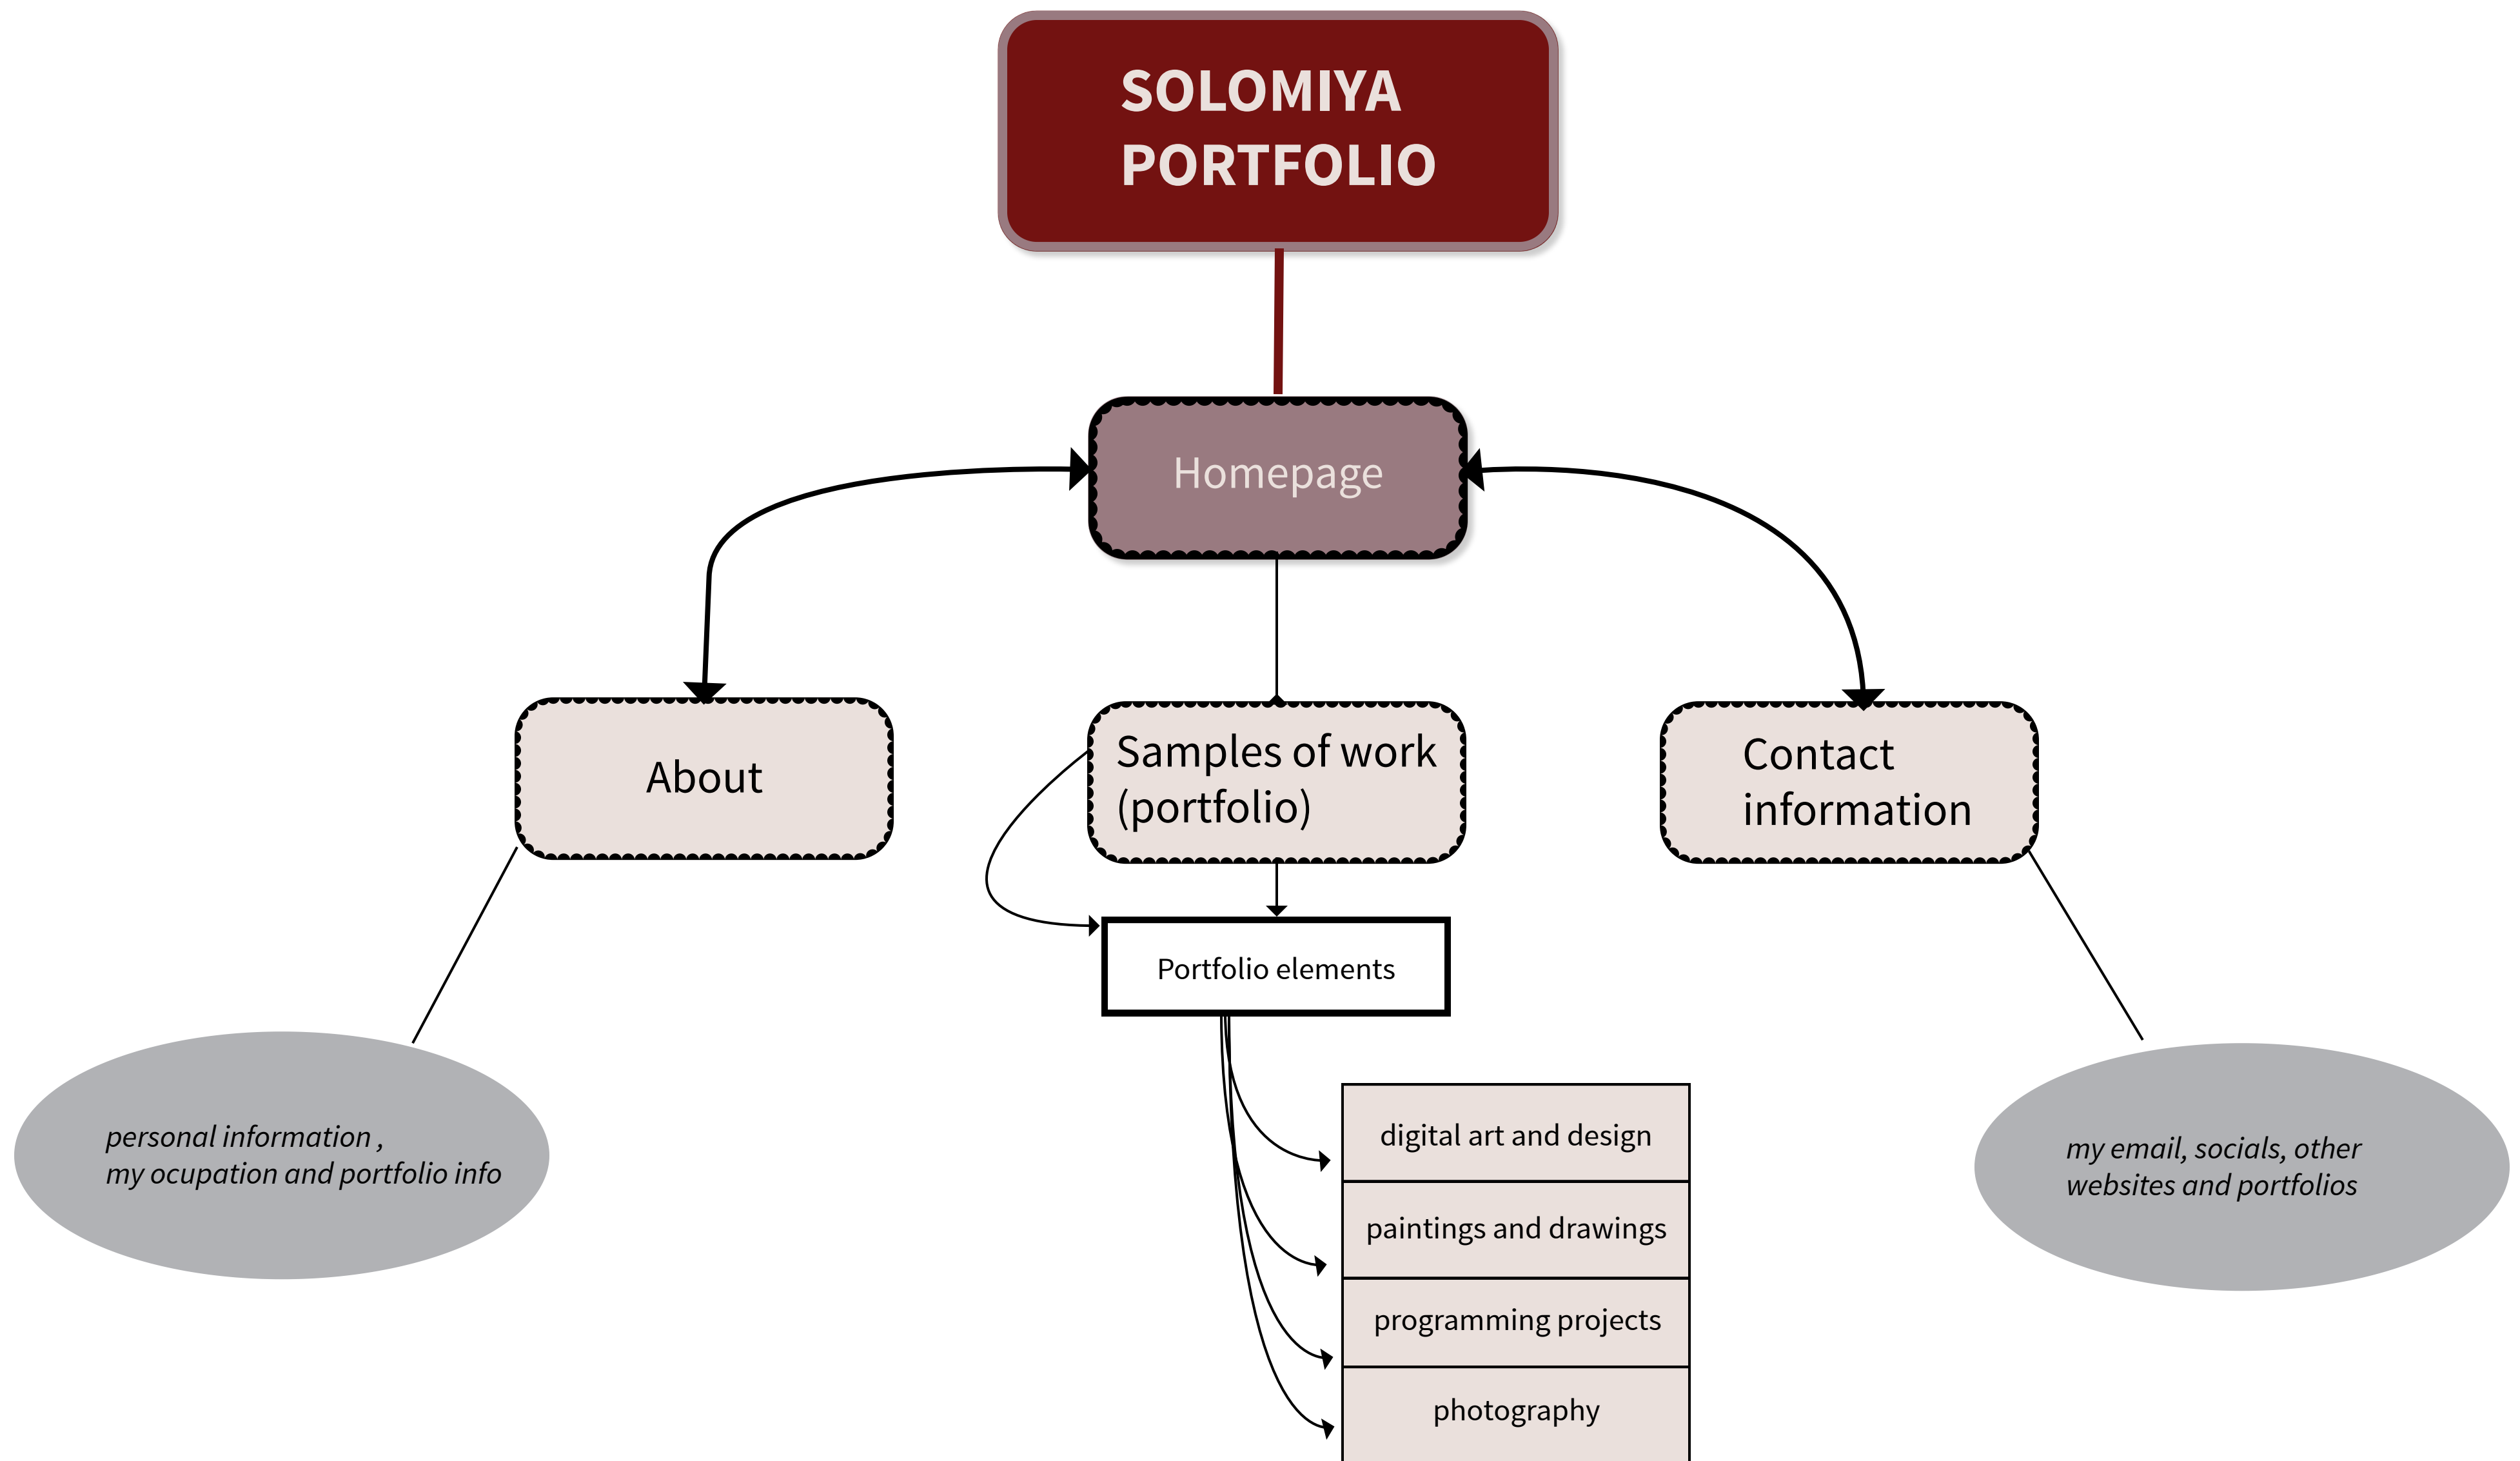 SOLOMIYA
PORTFOLIO
Homepage
About
Samples of work
(portfolio)
Contact
information
Portfolio elements
personal information ,
my ocupation and portfolio info
my email, socials, other
websites and portfolios
digital art and design
paintings and drawings
programming projects
photography